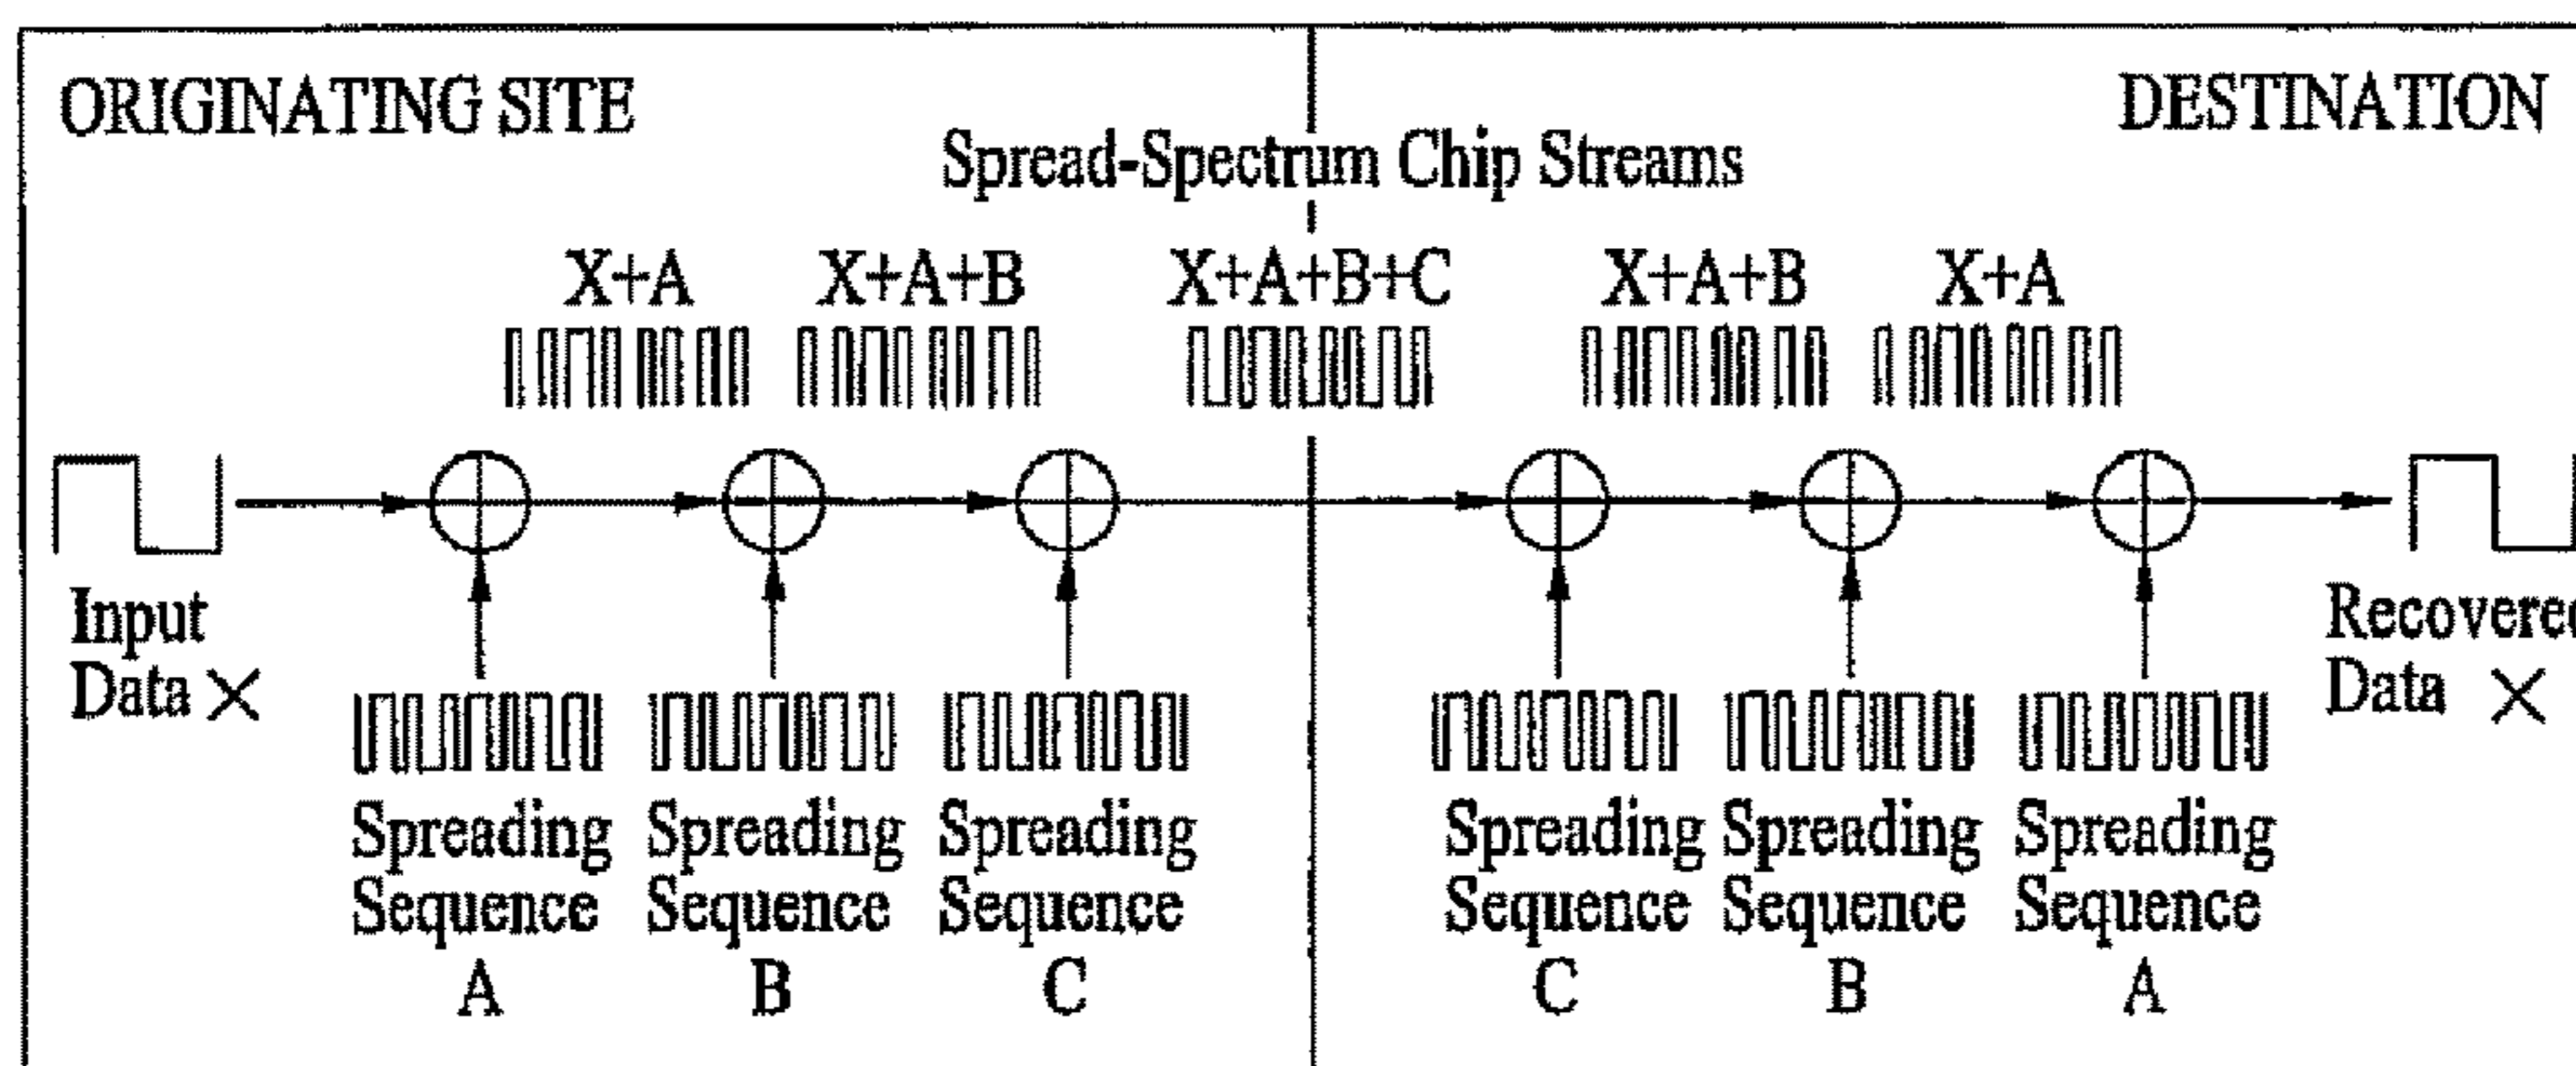 ORIGINATING SITE
DESTINATION
Spread-Spectrum Chip Streams
X+A X+A+B X+A+B+C X+A+B X+A
Input
Data X
Recovered
Data X
Spreading Spreading Spreading Spreading Spreading Spreading
Sequence Sequence Sequence Sequence Sequence Sequence
A B C C B A